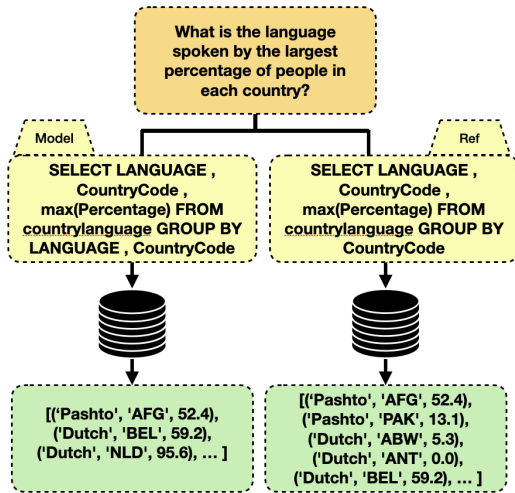 What is the language
spoken by the largest
percentage of people in
each country?
Model
Ref
SELECT LANGUAGE ,
CountryCode ,
max(Percentage) FROM
countrylanguage GROUP BY
LANGUAGE , CountryCode
SELECT LANGUAGE ,
CountryCode ,
max(Percentage) FROM
countrylanguage GROUP BY
CountryCode
[('Pashto', 'AFG', 52.4),
('Dutch', 'BEL', 59.2),
('Dutch', 'NLD', 95.6), … ]
[('Pashto', 'AFG', 52.4),
('Pashto', 'PAK', 13.1),
('Dutch', 'ABW', 5.3),
('Dutch', 'ANT', 0.0),
('Dutch', 'BEL', 59.2), … ]